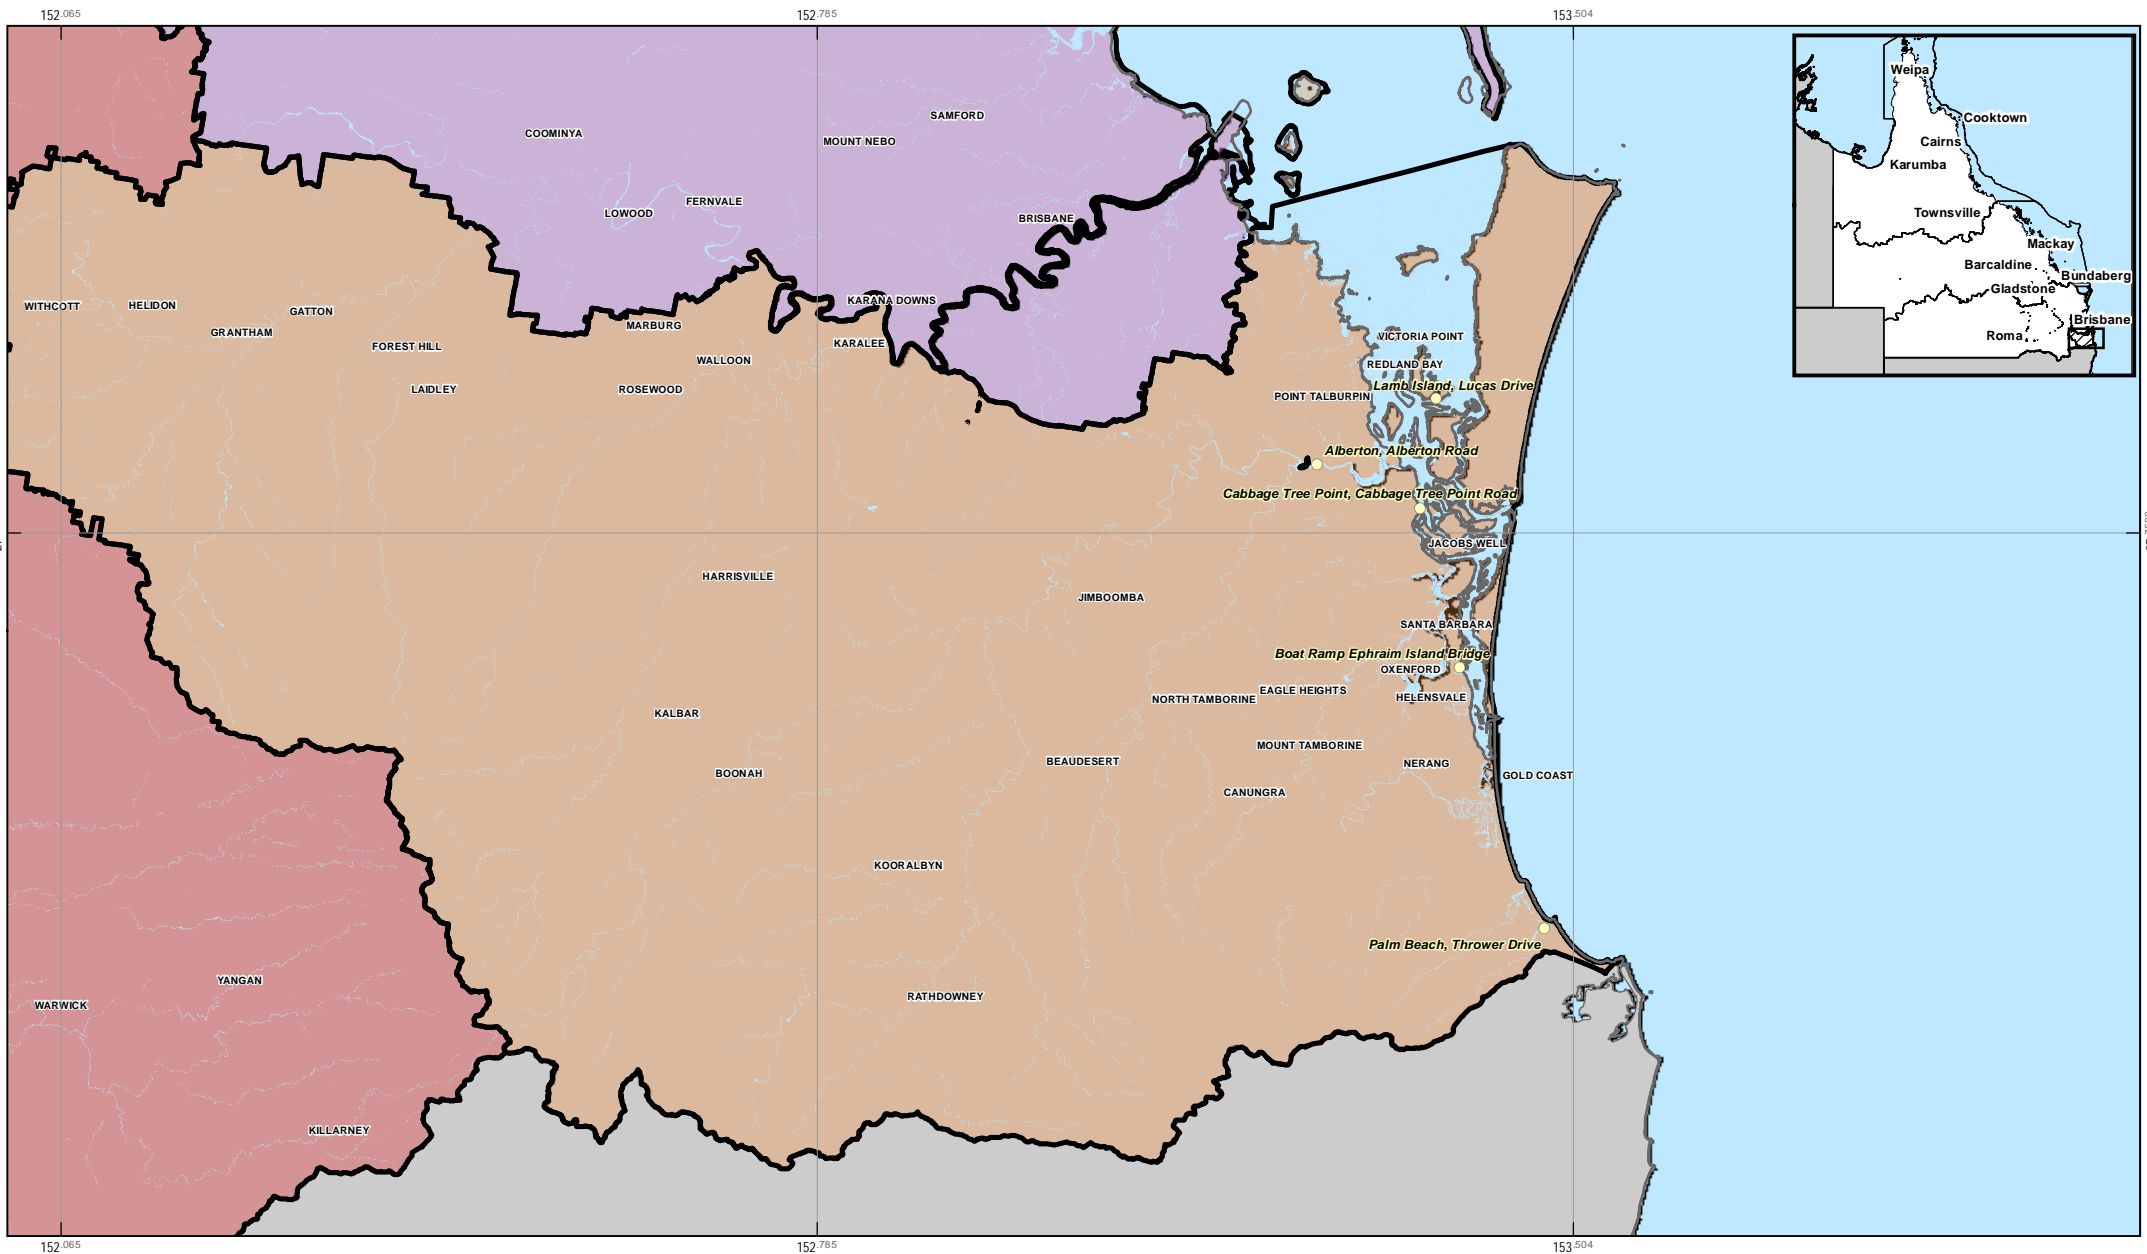 152.065
152.785
153.504
Weipa
Cooktown
Cairns
Karumba
Townsville
Mackay
Barcaldine
Bundaberg
Gladstone
Brisbane
Roma
SAMFORD
COOMINYA
MOUNT NEBO
FERNVALE
LOWOOD
BRISBANE
KARANA DOWNS
WITHCOTT
HELIDON
GATTON
GRANTHAM
MARBURG
VICTORIA POINT
FOREST HILL
KARALEE
WALLOON
REDLAND BAY
LAIDLEY
ROSEWOOD
Lamb Island, Lucas Drive
POINT TALBURPIN
Alberton, Alberton Road
Cabbage Tree Point, Cabbage Tree Point Road
JACOBS WELL
HARRISVILLE
JIMBOOMBA
SANTA BARBARA
Boat Ramp Ephraim Island Bridge
OXENFORD
EAGLE HEIGHTS
NORTH TAMBORINE
HELENSVALE
KALBAR
MOUNT TAMBORINE
BEAUDESERT
NERANG
BOONAH
GOLD COAST
CANUNGRA
KOORALBYN
Palm Beach, Thrower Drive
YANGAN
RATHDOWNEY
WARWICK
KILLARNEY
152.065
152.785
153.504